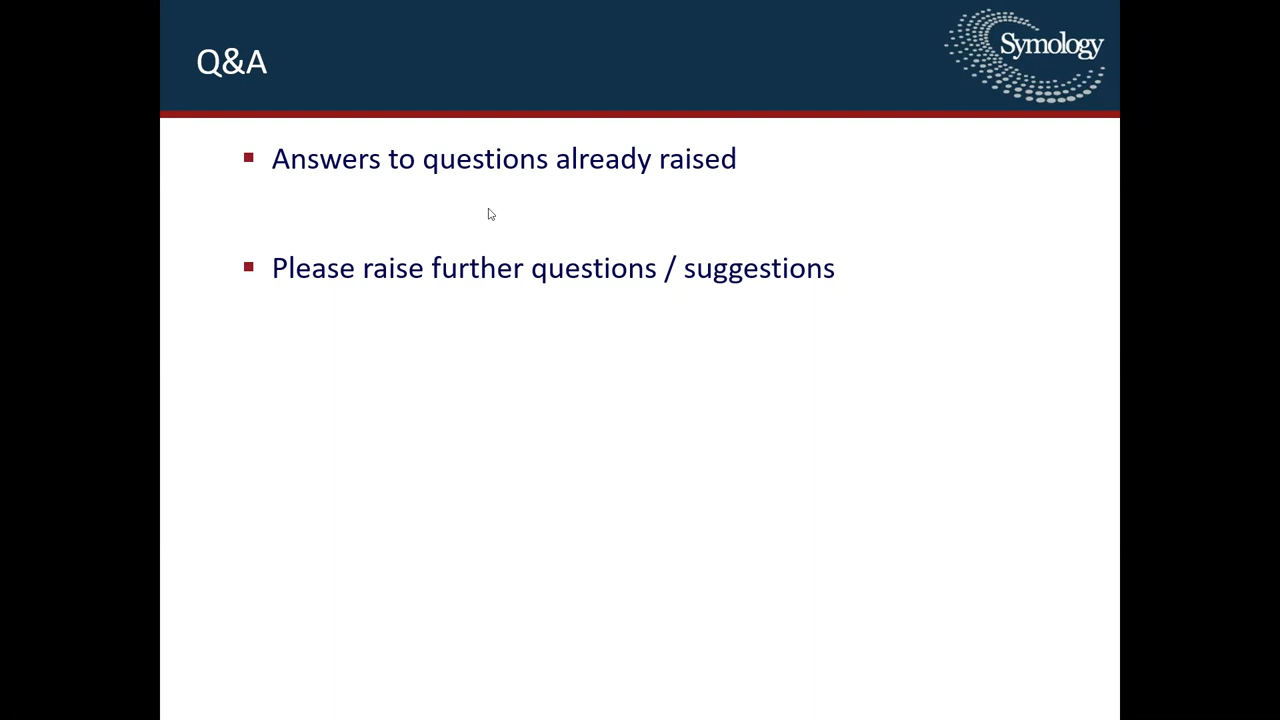 Q&A
Symology
Answers to questions already raised
Please raise further questions / suggestions